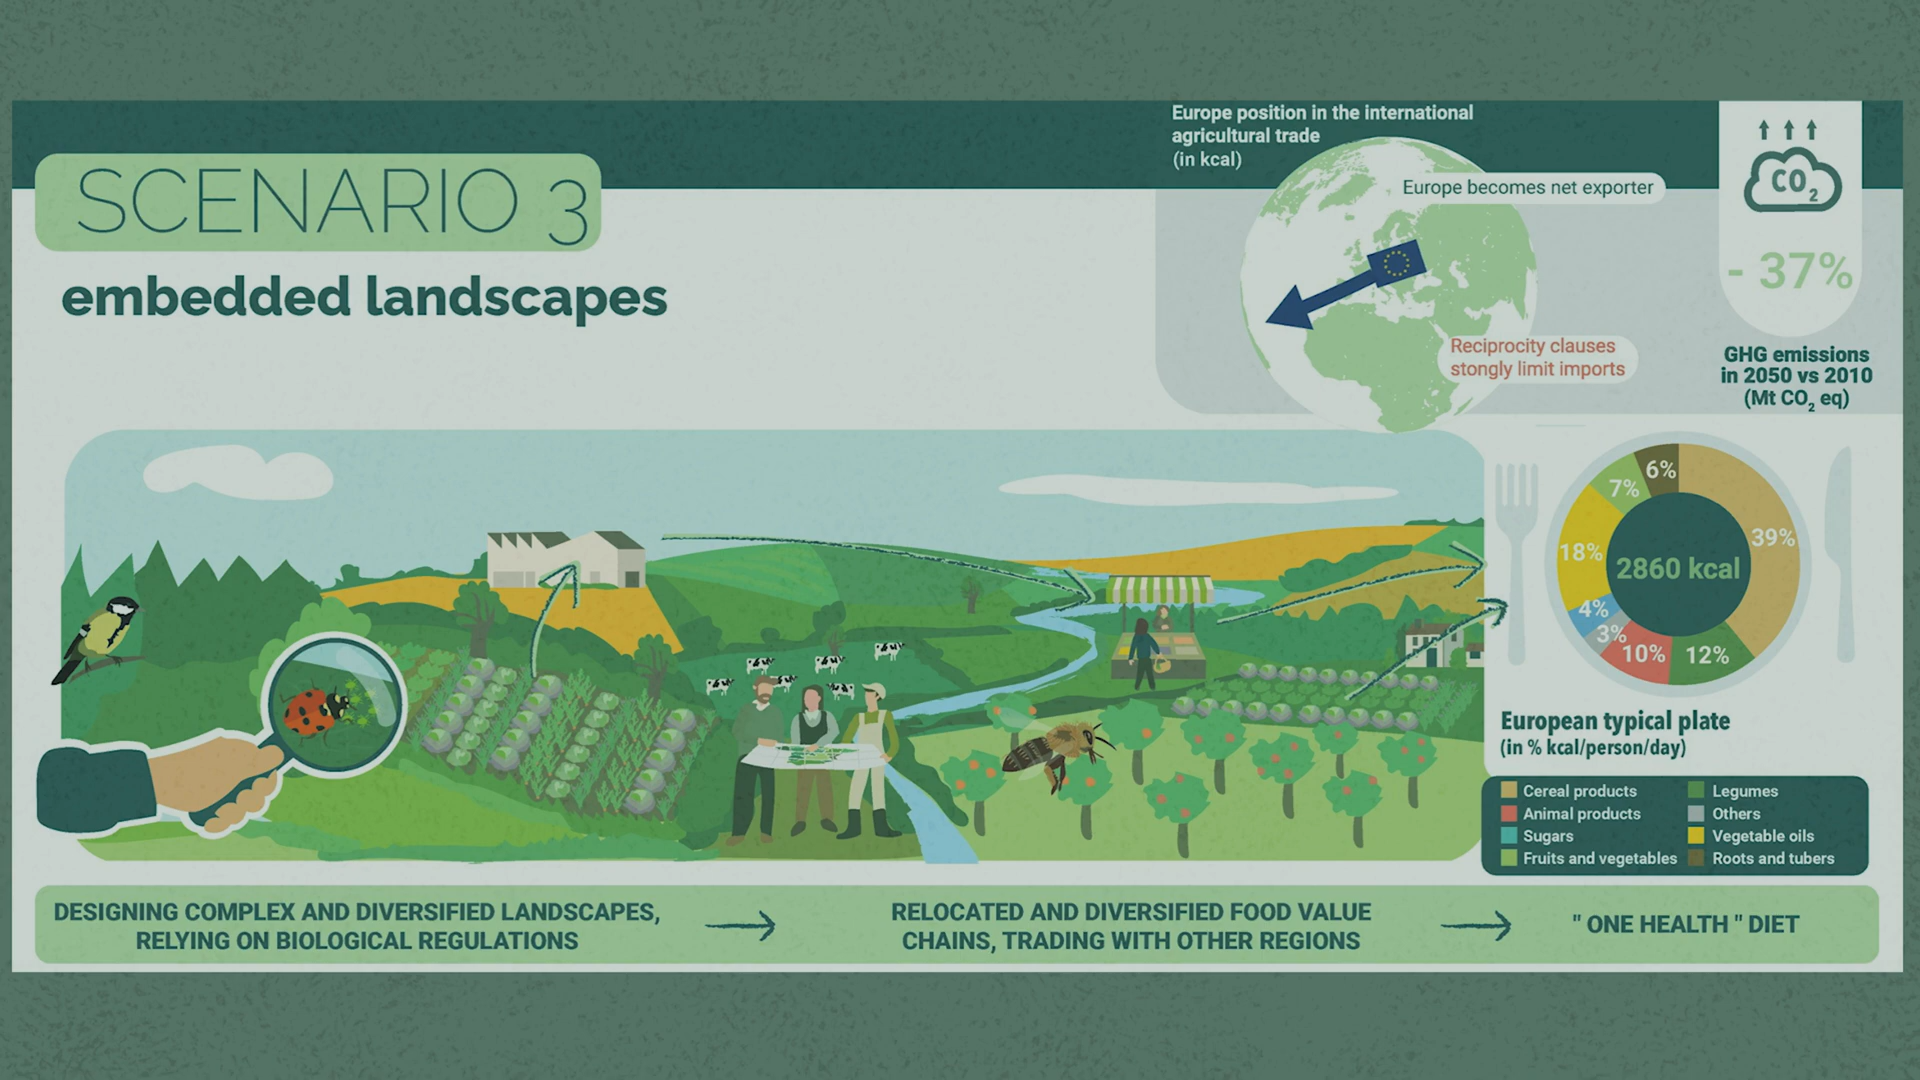 Europe position in the international
agricultural trade
(in kcal)
SCENARIO 3
embedded landscapes
Europe becomes net exporter
Reciprocity clauses
stongly limit imports
CO2
- 37%
GHG emissions
in 2050 vs 2010
(Mt CO2 eq)
6%
7%
39%
18%
2860 kcal
4%
3%
10%
12%
European typical plate
(in % kcal/person/day)
Cereal products
Legumes
Animal products
Others
Sugars
Vegetable oils
Fruits and vegetables
Roots and tubers
DESIGNING COMPLEX AND DIVERSIFIED LANDSCAPES,
RELYING ON BIOLOGICAL REGULATIONS
RELOCATED AND DIVERSIFIED FOOD VALUE
CHAINS, TRADING WITH OTHER REGIONS
" ONE HEALTH " DIET